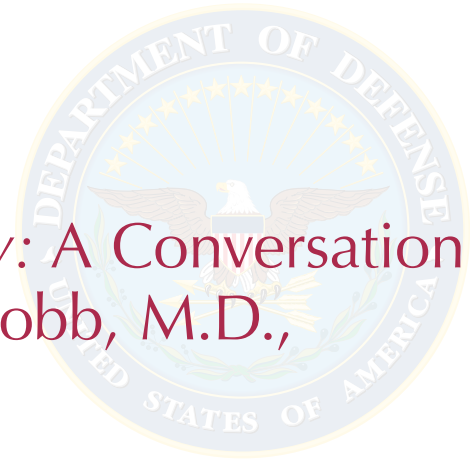 DEPARTMENT OF DEFENSE
: A Conversation
obb, M.D.,
UNITED STATES OF AMERICA